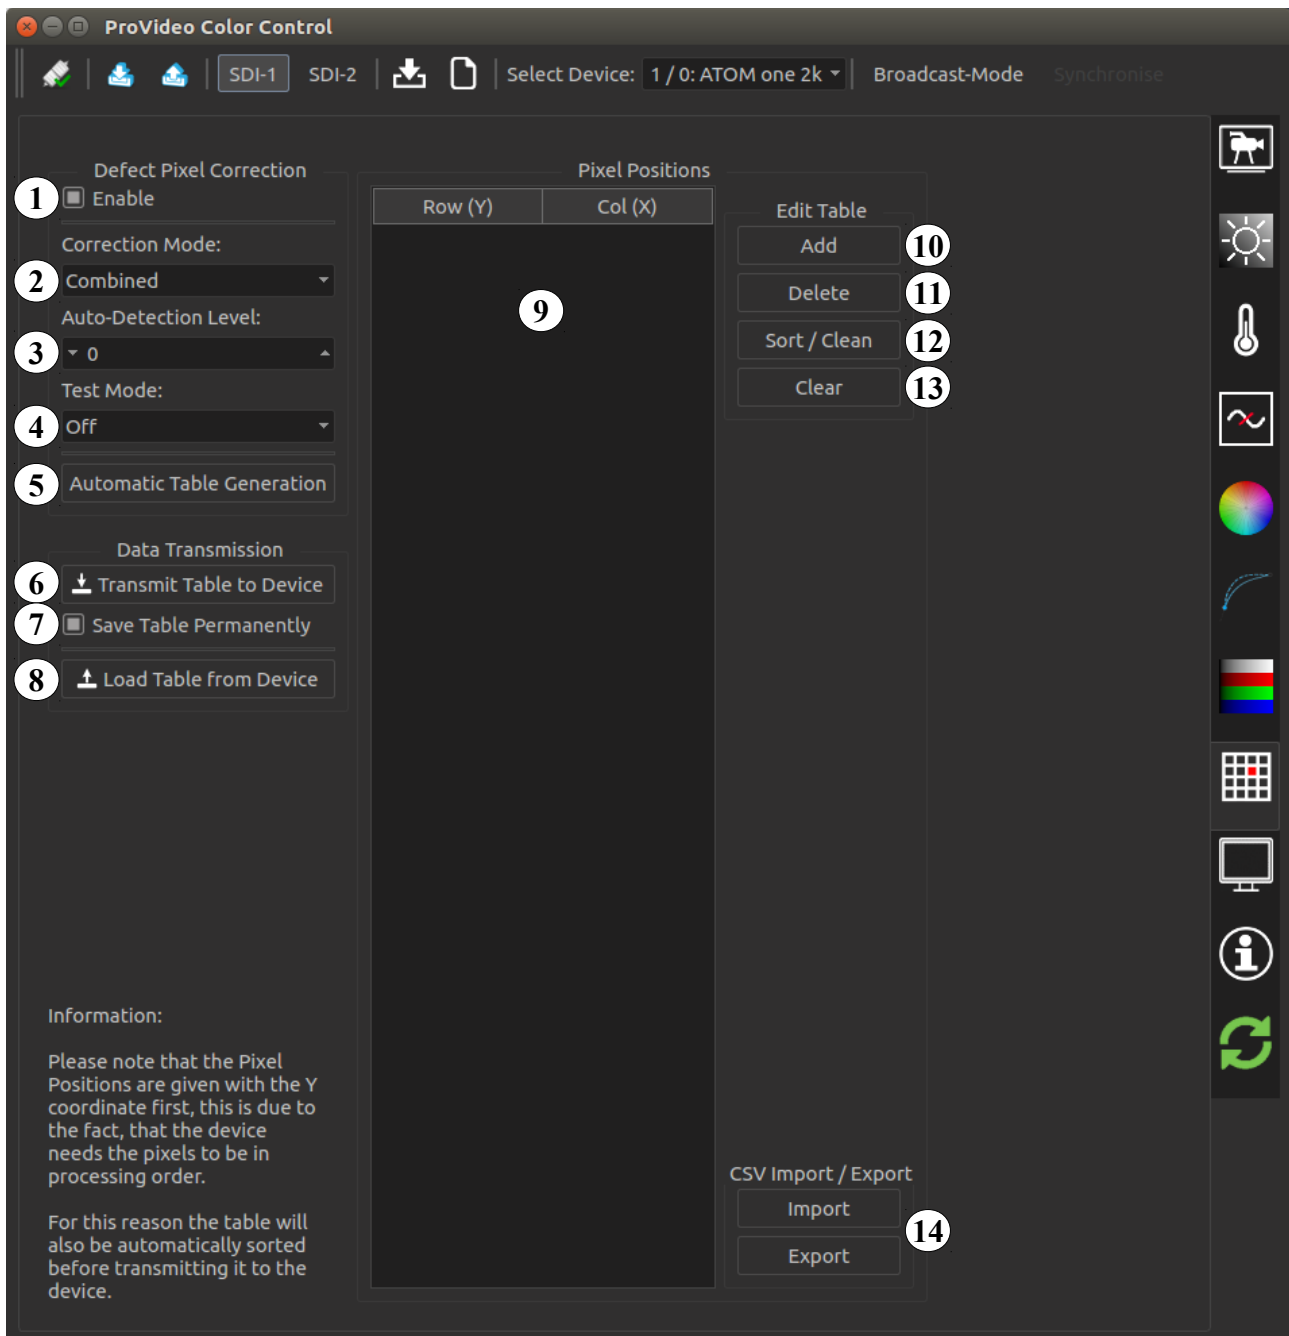 ProVideo Color Control
SDI-1 SDI-2 Select Device: 1 / 0: ATOM one 2k Broadcast-Mode Synchronise
Defect Pixel Correction
1 Enable
Correction Mode:
2 Combined
Auto-Detection Level:
3 0
Test Mode:
4 Off
5 Automatic Table Generation
Data Transmission
6 Transmit Table to Device
7 Save Table Permanently
8 Load Table from Device
Information:
Please note that the Pixel
Positions are given with the Y
coordinate first, this is due to
the fact, that the device
needs the pixels to be in
processing order.
For this reason the table will
also be automatically sorted
before transmitting it to the
device.
Pixel Positions
Row (Y) Col (X)
9
Edit Table
Add 10
Delete 11
Sort / Clean 12
Clear 13
CSV Import / Export
Import
14
Export